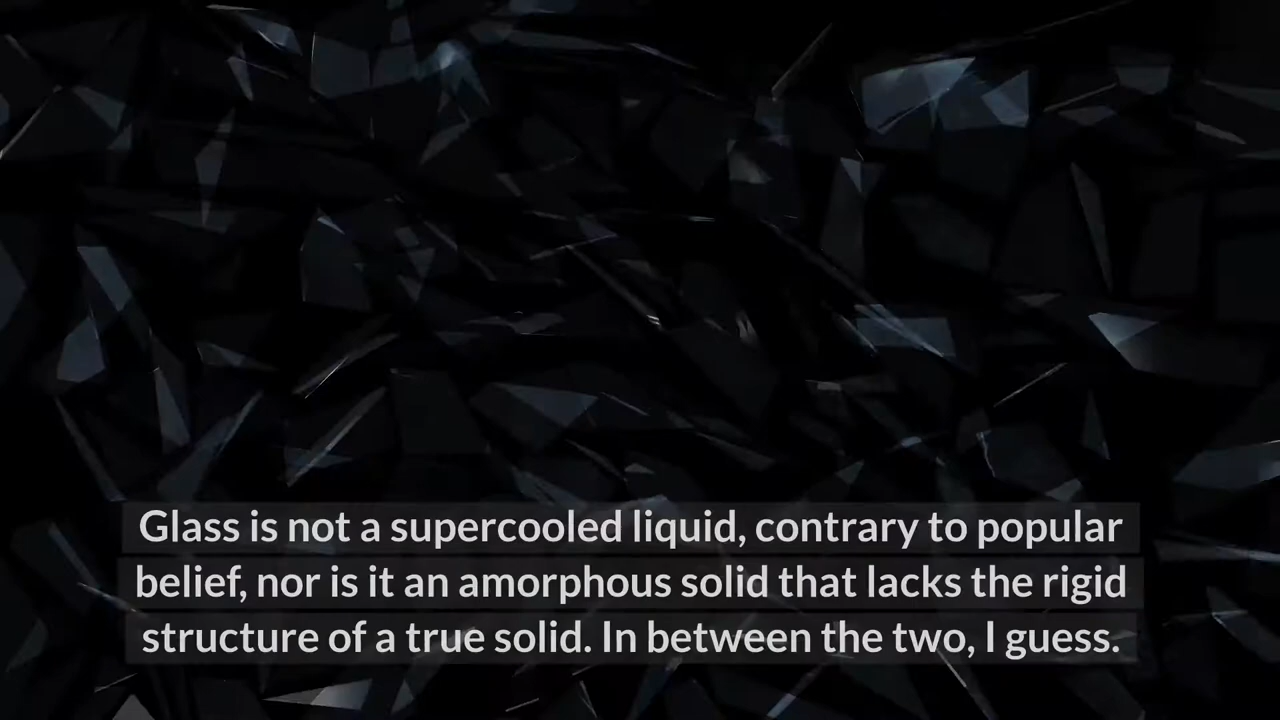 Glass is not a supercooled liquid, contrary to popular
belief, nor is it an amorphous solid that lacks the rigid
structure of a true solid. In between the two, I guess.